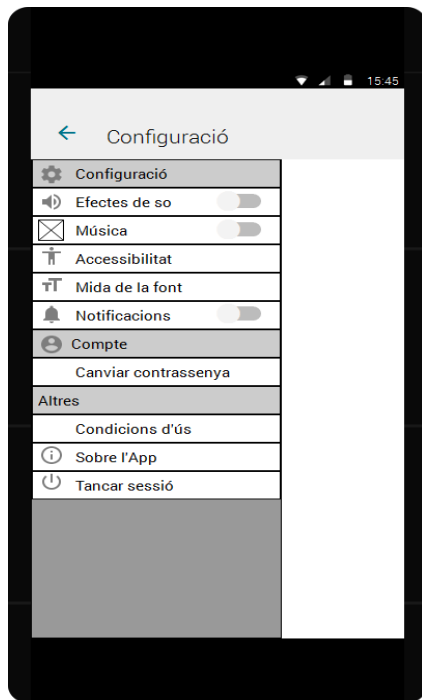 15:45
Configuració
Configuració
Efectes de so
Música
Accessibilitat
Mida de la font
Notificacions
Compte
Canviar contrassenya
Altres
Condicions d'ús
Sobre l'App
Tancar sessió